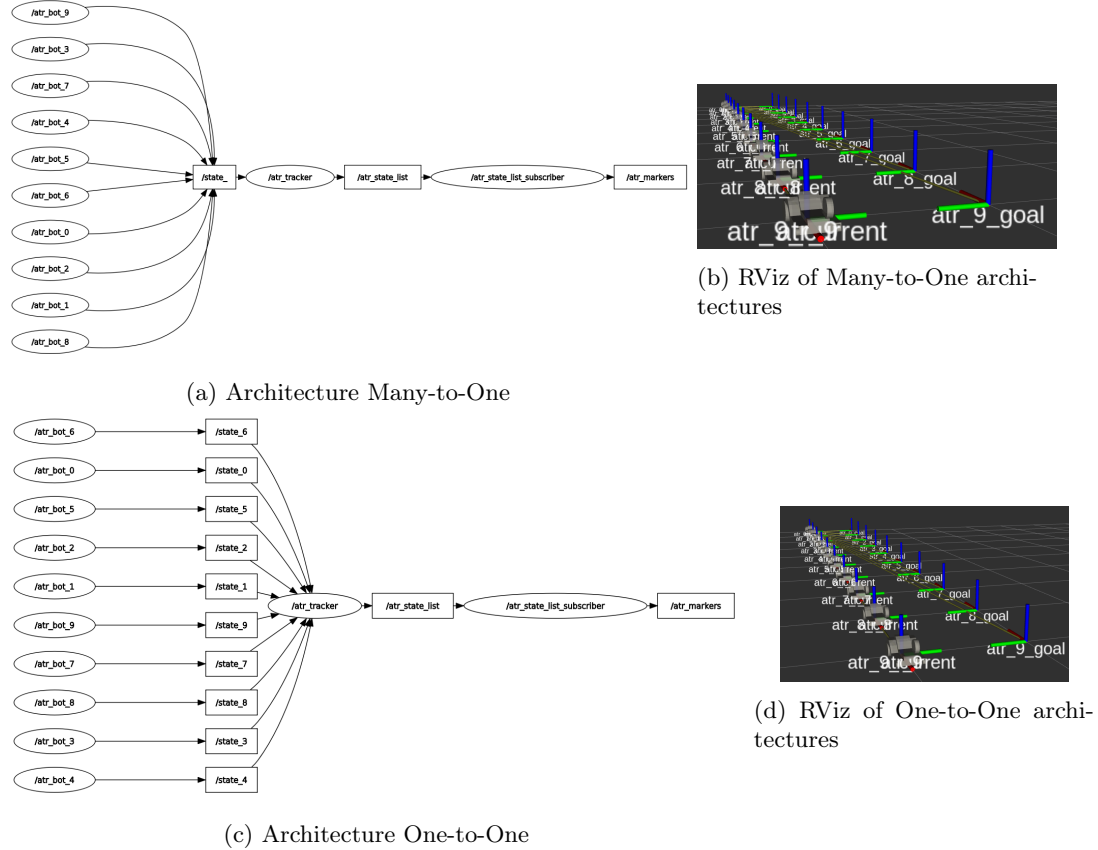 /atr_bot_9
/atr_bot_3
/atr_bot_7
/atr_bot_4
/atr_bot_5
/atr_bot_6
/atr_bot_0
/atr_bot_2
/atr_bot_1
/atr_bot_8
/state_
/atr_tracker
/atr_state_list
/atr_state_list_subscriber
/atr_markers
(a) Architecture Many-to-One
atr_7_goal
atr_8_goal
atr_9_goal
(b) RViz of Many-to-One archi-
tectures
/atr_bot_6
/state_6
/atr_bot_0
/state_0
/atr_bot_5
/state_5
/atr_bot_2
/state_2
/atr_bot_1
/state_1
/atr_bot_9
/state_9
/atr_bot_7
/state_7
/atr_bot_8
/state_8
/atr_bot_3
/state_3
/atr_bot_4
/state_4
/atr_tracker
/atr_state_list
/atr_state_list_subscriber
/atr_markers
(c) Architecture One-to-One
atr_6_goal
atr_7_goal
atr_8_goal
atr_9_goal
(d) RViz of One-to-One archi-
tectures